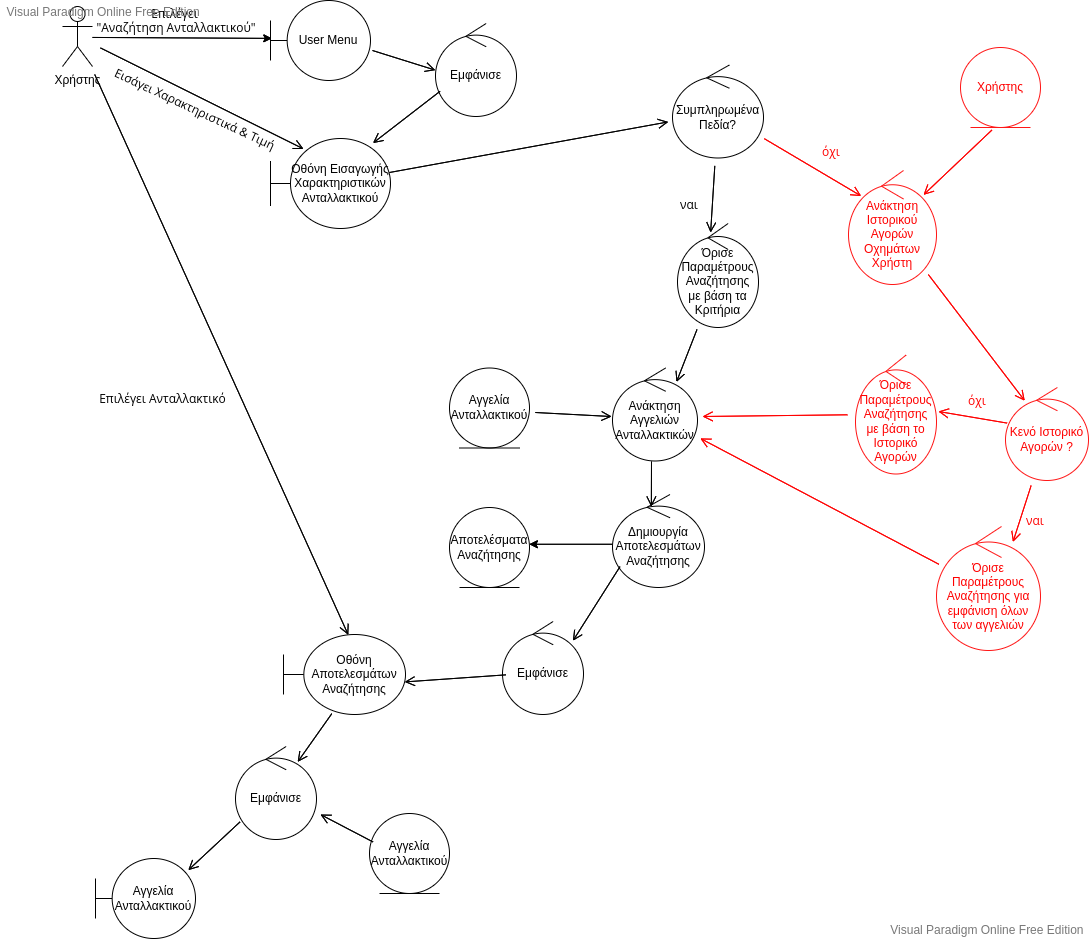 Visual Paradigm Online Free Edition
Επιλέγει
"Αναζήτηση Ανταλλακτικού"
User Menu
Εμφάνισε
Χρήστης
Εισάγει Χαρακτηριστικά & Τιμή
Οθόνη Εισαγωγής
Χαρακτηριστικών
Ανταλλακτικού
Συμπληρωμένα
Πεδία?
Χρήστης
όχι
ναι
Ανάκτηση
Ιστορικού
Αγορών
Οχημάτων
Χρήστη
Όρισε
Παραμέτρους
Αναζήτησης
με βάση τα
Κριτήρια
Επιλέγει Ανταλλακτικό
Αγγελία
Ανταλλακτικού
Ανάκτηση
Αγγελιών
Ανταλλακτικών
Όρισε
Παραμέτρους
Αναζήτησης
με βάση το
Ιστορικό
Αγορών
όχι
Κενό Ιστορικό
Αγορών ?
ναι
Αποτελέσματα
Αναζήτησης
Δημιουργία
Αποτελεσμάτων
Αναζήτησης
Όρισε
Παραμέτρους
Αναζήτησης για
εμφάνιση όλων
των αγγελιών
Οθόνη
Αποτελεσμάτων
Αναζήτησης
Εμφάνισε
Εμφάνισε
Αγγελία
Ανταλλακτικού
Αγγελία
Ανταλλακτικού
Visual Paradigm Online Free Edition